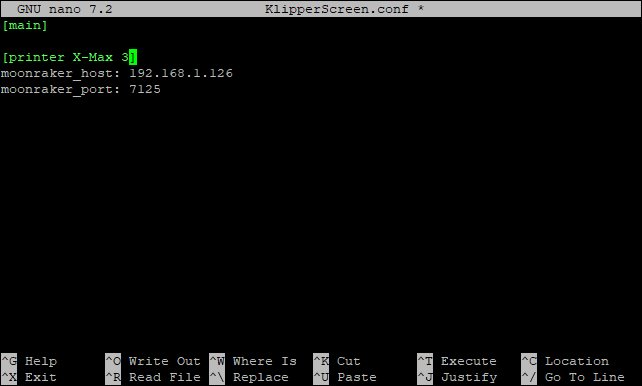 GNU nano 7.2 KlipperScreen.conf *
[main]
[printer X-Max 3]
moonraker_host: 192.168.1.126
moonraker_port: 7125
^G Help ^O Write Out ^W Where Is ^K Cut ^T Execute ^C Location
^X Exit ^R Read File ^\ Replace ^U Paste ^J Justify ^/ Go To Line